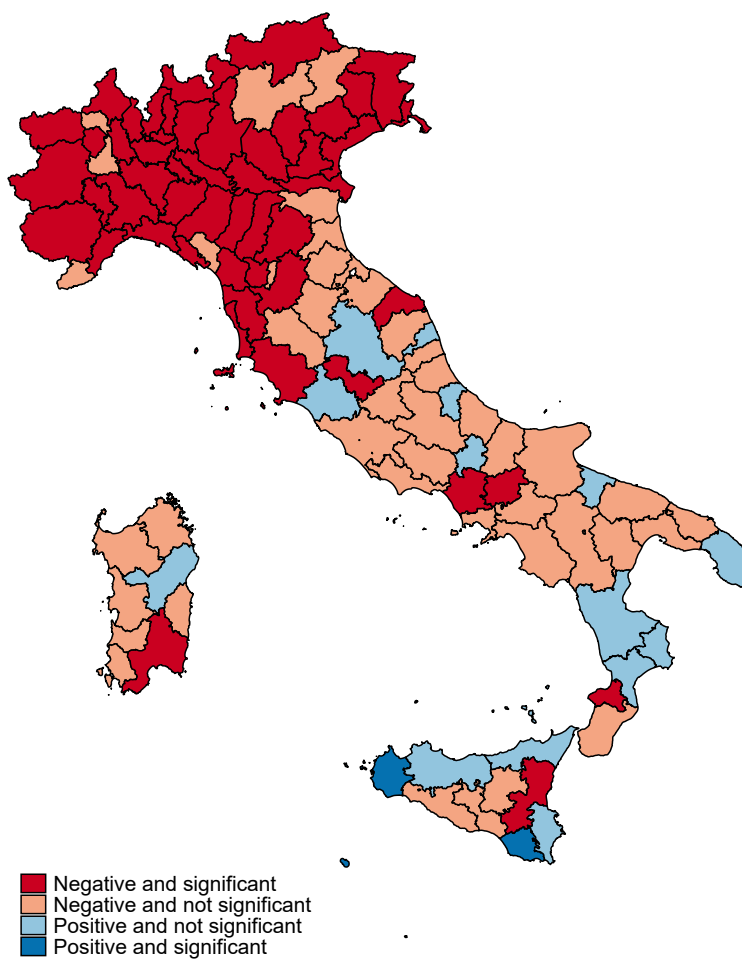 Negative and significant
Negative and not significant
Positive and not significant
Positive and significant